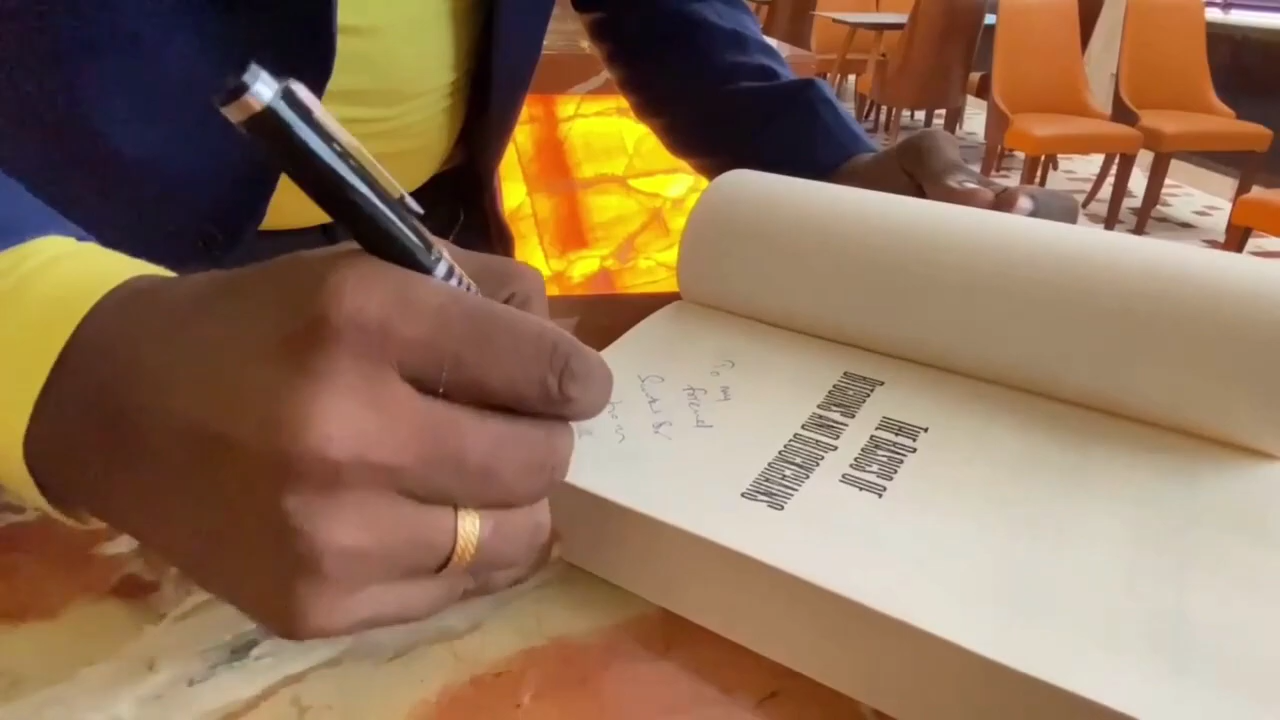 To my
friend
THE BASICS OF
BITCOINS AND BLOCKCHAINS